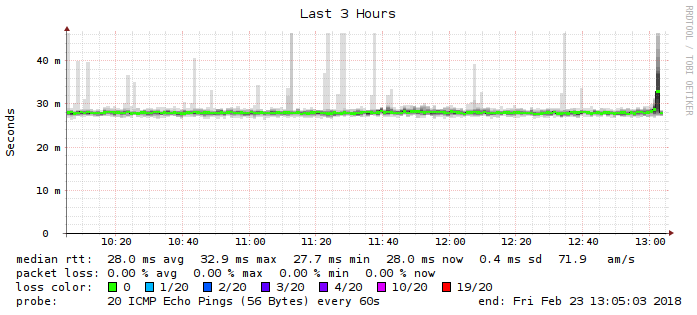 Last 3 Hours
RRDTOOL / TOBI OETIKER
Seconds
40 m
30 m
20 m
10 m
0
10:20 10:40 11:00 11:20 11:40 12:00 12:20 12:40 13:00
median rtt: 28.0 ms avg 32.9 ms max 27.7 ms min 28.0 ms now 0.4 ms sd 71.9 am/s
packet loss: 0.00 % avg 0.00 % max 0.00 % min 0.00 % now
loss color: 0 1/20 2/20 3/20 4/20 10/20 19/20
probe: 20 ICMP Echo Pings (56 Bytes) every 60s end: Fri Feb 23 13:05:03 2018